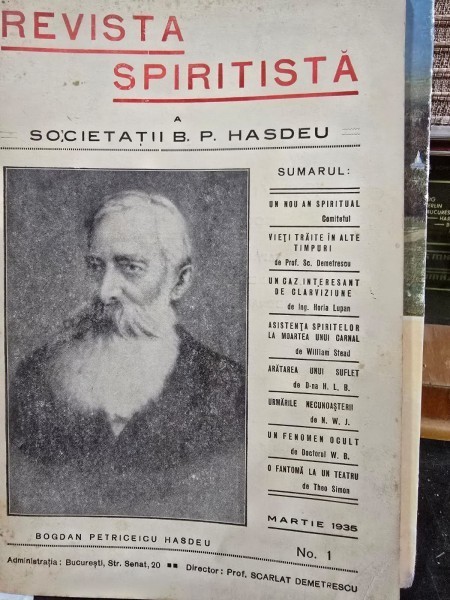 REVISTA
SPIRITISTĂ
A
SOCIETAȚII B. P. HASDEU
SUMARUL:
UN NOU AN SPIRITUAL
Comitetul
VIEȚI TRĂITE ÎN ALTE
TIMPURI
de Prof. Sc. Demetrescu
UN CAZ INTERESANT
DE CLARVIZIUNE
de Ing. Horia Lupan
ASISTENȚA SPIRITELOR
LA MOARTEA UNUI CARNAL
de William Stead
ARĂTAREA UNUI SUFLET
de D-na H. L. B.
URMĂRILE NECUNOAȘTERII
de N. W. J.
UN FENOMEN OCULT
de Doctorul W. B.
O FANTOMĂ LA UN TEATRU
de Theo Simon
MARTIE 1935
No. 1
BOGDAN PETRICEICU HASDEU
Administrația: București, Str. Senat, 20 ■■ Director: Prof. SCARLAT DEMETRESCU